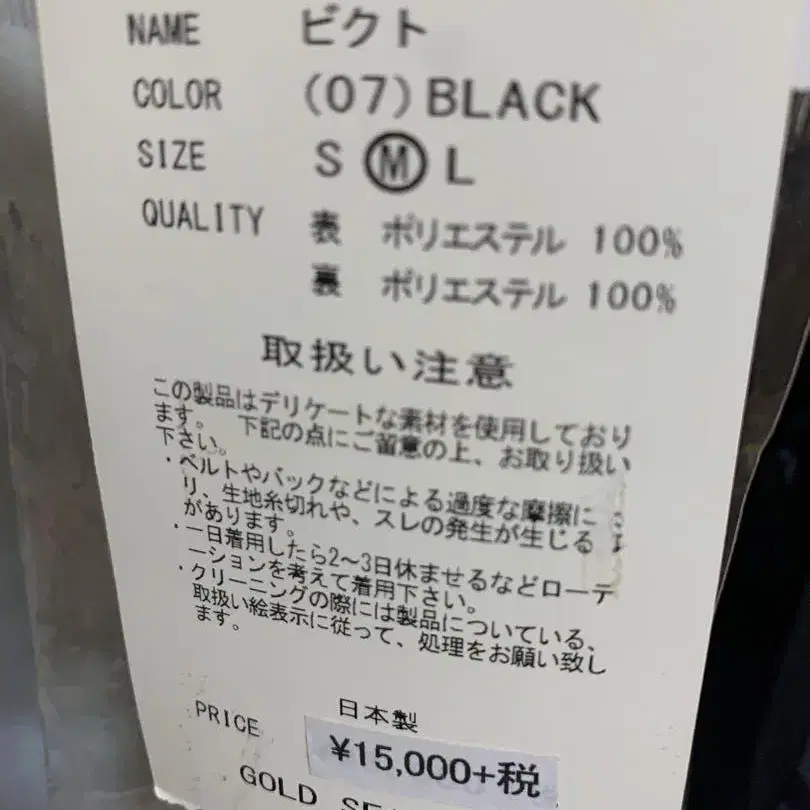 NAME ビクト
COLOR (07) BLACK
SIZE S M L
QUALITY 表 ポリエステル 100%
裏 ポリエステル 100%
取扱い注意
この製品はデリケートな素材を使用しており
ます。 下記の点にご留意の上、お取り扱い
下さい。
・ベルトやバックなどによる過度な摩擦に
り、生地糸切れや、スレの発生が生じる
があります。
・一日着用したら2〜3日休ませるなどローテ
ーションを考えて着用下さい。
・クリーニングの際には製品についている、
取扱い絵表示に従って、処理をお願い致し
ます。
日本製
PRICE ¥15,000+税
GOLD